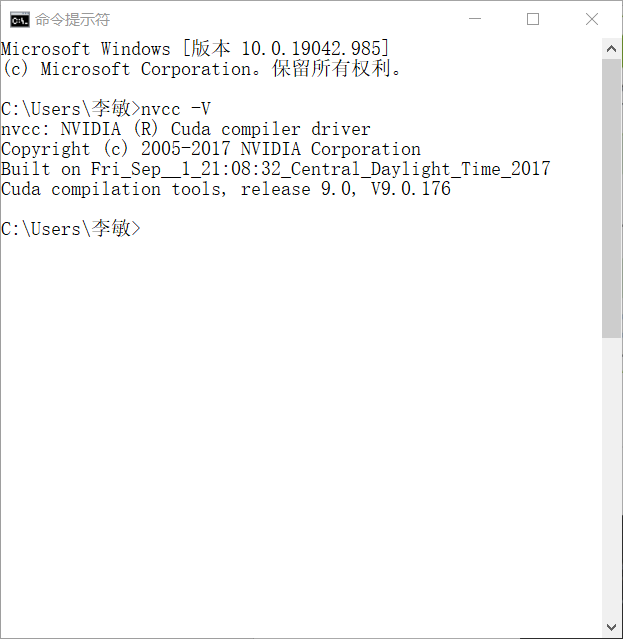 命令提示符
Microsoft Windows [版本 10.0.19042.985]
(c) Microsoft Corporation。保留所有权利。
C:\Users\李敏>nvcc -V
nvcc: NVIDIA (R) Cuda compiler driver
Copyright (c) 2005-2017 NVIDIA Corporation
Built on Fri_Sep__1_21:08:32_Central_Daylight_Time_2017
Cuda compilation tools, release 9.0, V9.0.176
C:\Users\李敏>